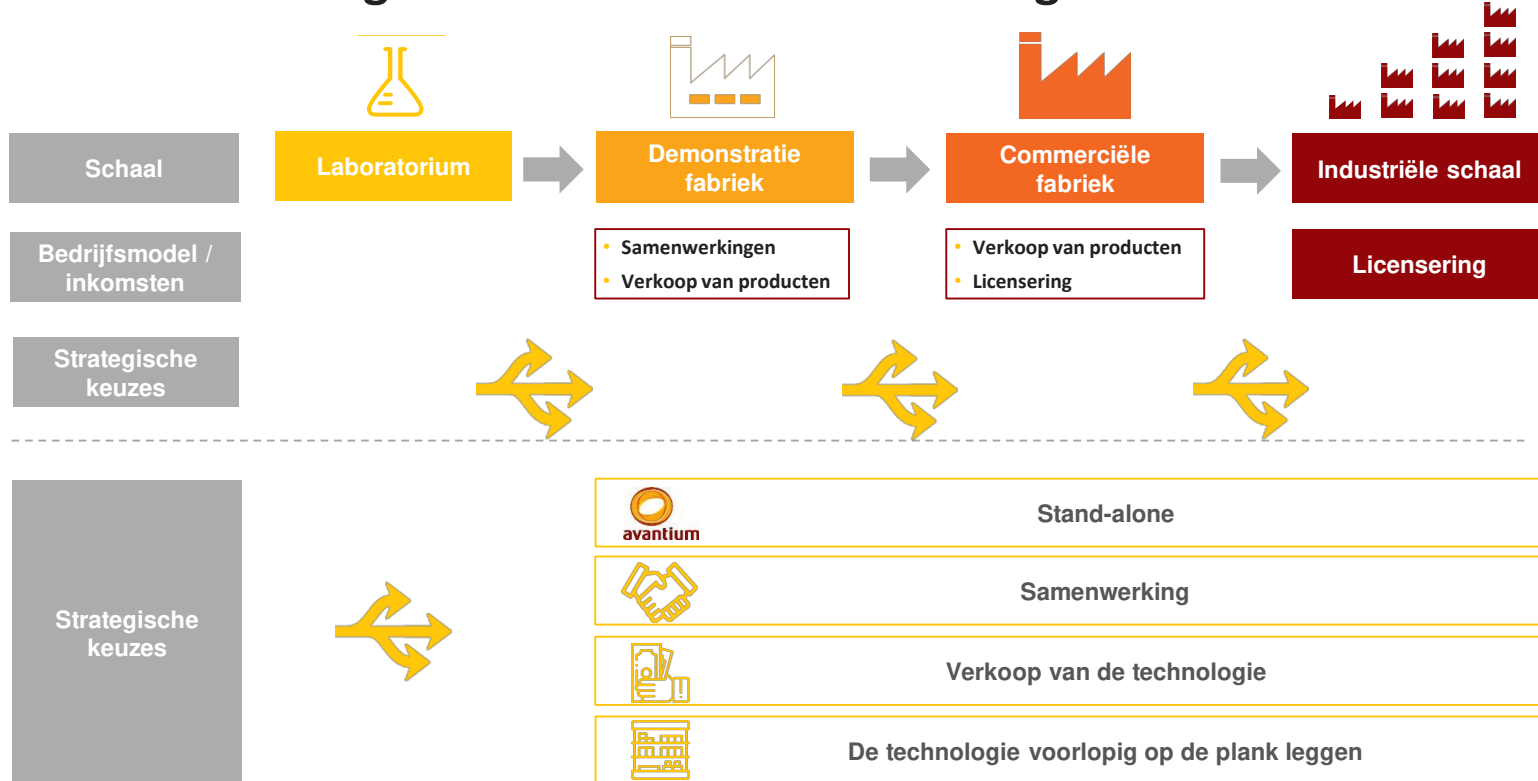 Schaal
Laboratorium
Demonstratie
fabriek
Commerciële
fabriek
Industriële schaal
Bedrijfsmodel /
inkomsten
• Samenwerkingen
• Verkoop van producten
• Verkoop van producten
• Licensering
Licensering
Strategische
keuzes
Strategische
keuzes
avantium
Stand-alone
Samenwerking
Verkoop van de technologie
De technologie voorlopig op de plank leggen